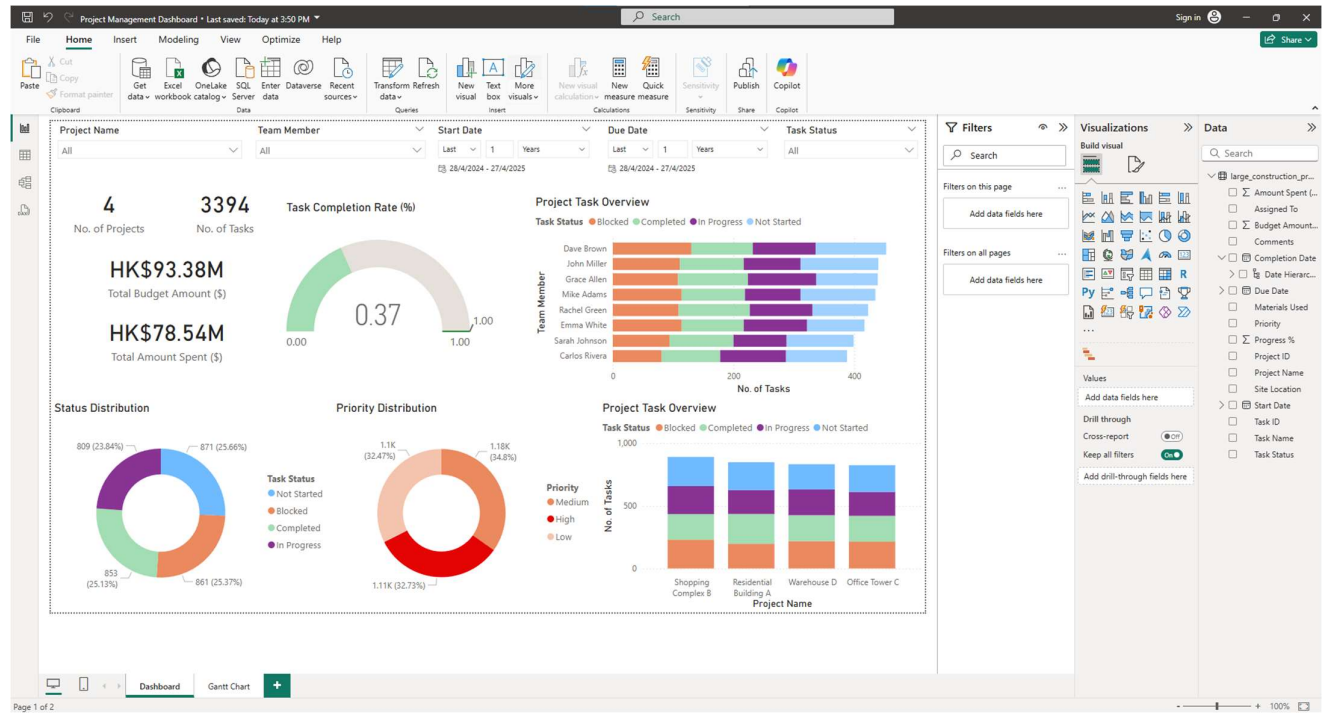 Project Management Dashboard • Last saved: Today at 3:50 PM
Search
Sign in
File Home Insert Modeling View Optimize Help
Share
Paste
Cut
Copy
Format painter
Clipboard
Get data
Excel workbook
OneLake catalog
SQL Server
Enter data
Dataverse
Recent sources
Data
Transform data
Refresh
Queries
New visual
Text box
More visuals
Insert
New visual calculation
New measure
Quick measure
Calculations
Sensitivity
Sensitivity
Publish
Share
Copilot
Copilot
Project Name
All
Team Member
All
Start Date
Last 1 Years
28/4/2024 - 27/4/2025
Due Date
Last 1 Years
28/4/2024 - 27/4/2025
Task Status
All
4
No. of Projects
3394
No. of Tasks
HK$93.38M
Total Budget Amount ($)
HK$78.54M
Total Amount Spent ($)
Task Completion Rate (%)
0.37
1.00
0.00
1.00
Project Task Overview
Task Status Blocked Completed In Progress Not Started
Team Member
Dave Brown
John Miller
Grace Allen
Mike Adams
Rachel Green
Emma White
Sarah Johnson
Carlos Rivera
0 200 400
No. of Tasks
Status Distribution
809 (23.84%)
871 (25.66%)
853
(25.13%)
861 (25.37%)
Task Status
Not Started
Blocked
Completed
In Progress
Priority Distribution
1.1K
(32.47%)
1.18K
(34.8%)
1.11K (32.73%)
Priority
Medium
High
Low
Project Task Overview
Task Status Blocked Completed In Progress Not Started
No. of Tasks
1,000
500
0
Shopping
Complex B
Residential
Building A
Warehouse D
Office Tower C
Project Name
Filters
Search
Filters on this page
...
Add data fields here
Filters on all pages
...
Add data fields here
Visualizations
Build visual
R
Py
...
Values
Add data fields here
Drill through
Cross-report
Off
Keep all filters
On
Add drill-through fields here
Data
Search
large_construction_pr...
Amount Spent (...
Assigned To
Budget Amount...
Comments
Completion Date
Date Hierarc...
Due Date
Materials Used
Priority
Progress %
Project ID
Project Name
Site Location
Start Date
Task ID
Task Name
Task Status
Dashboard
Gantt Chart
+
Page 1 of 2
- + 100%